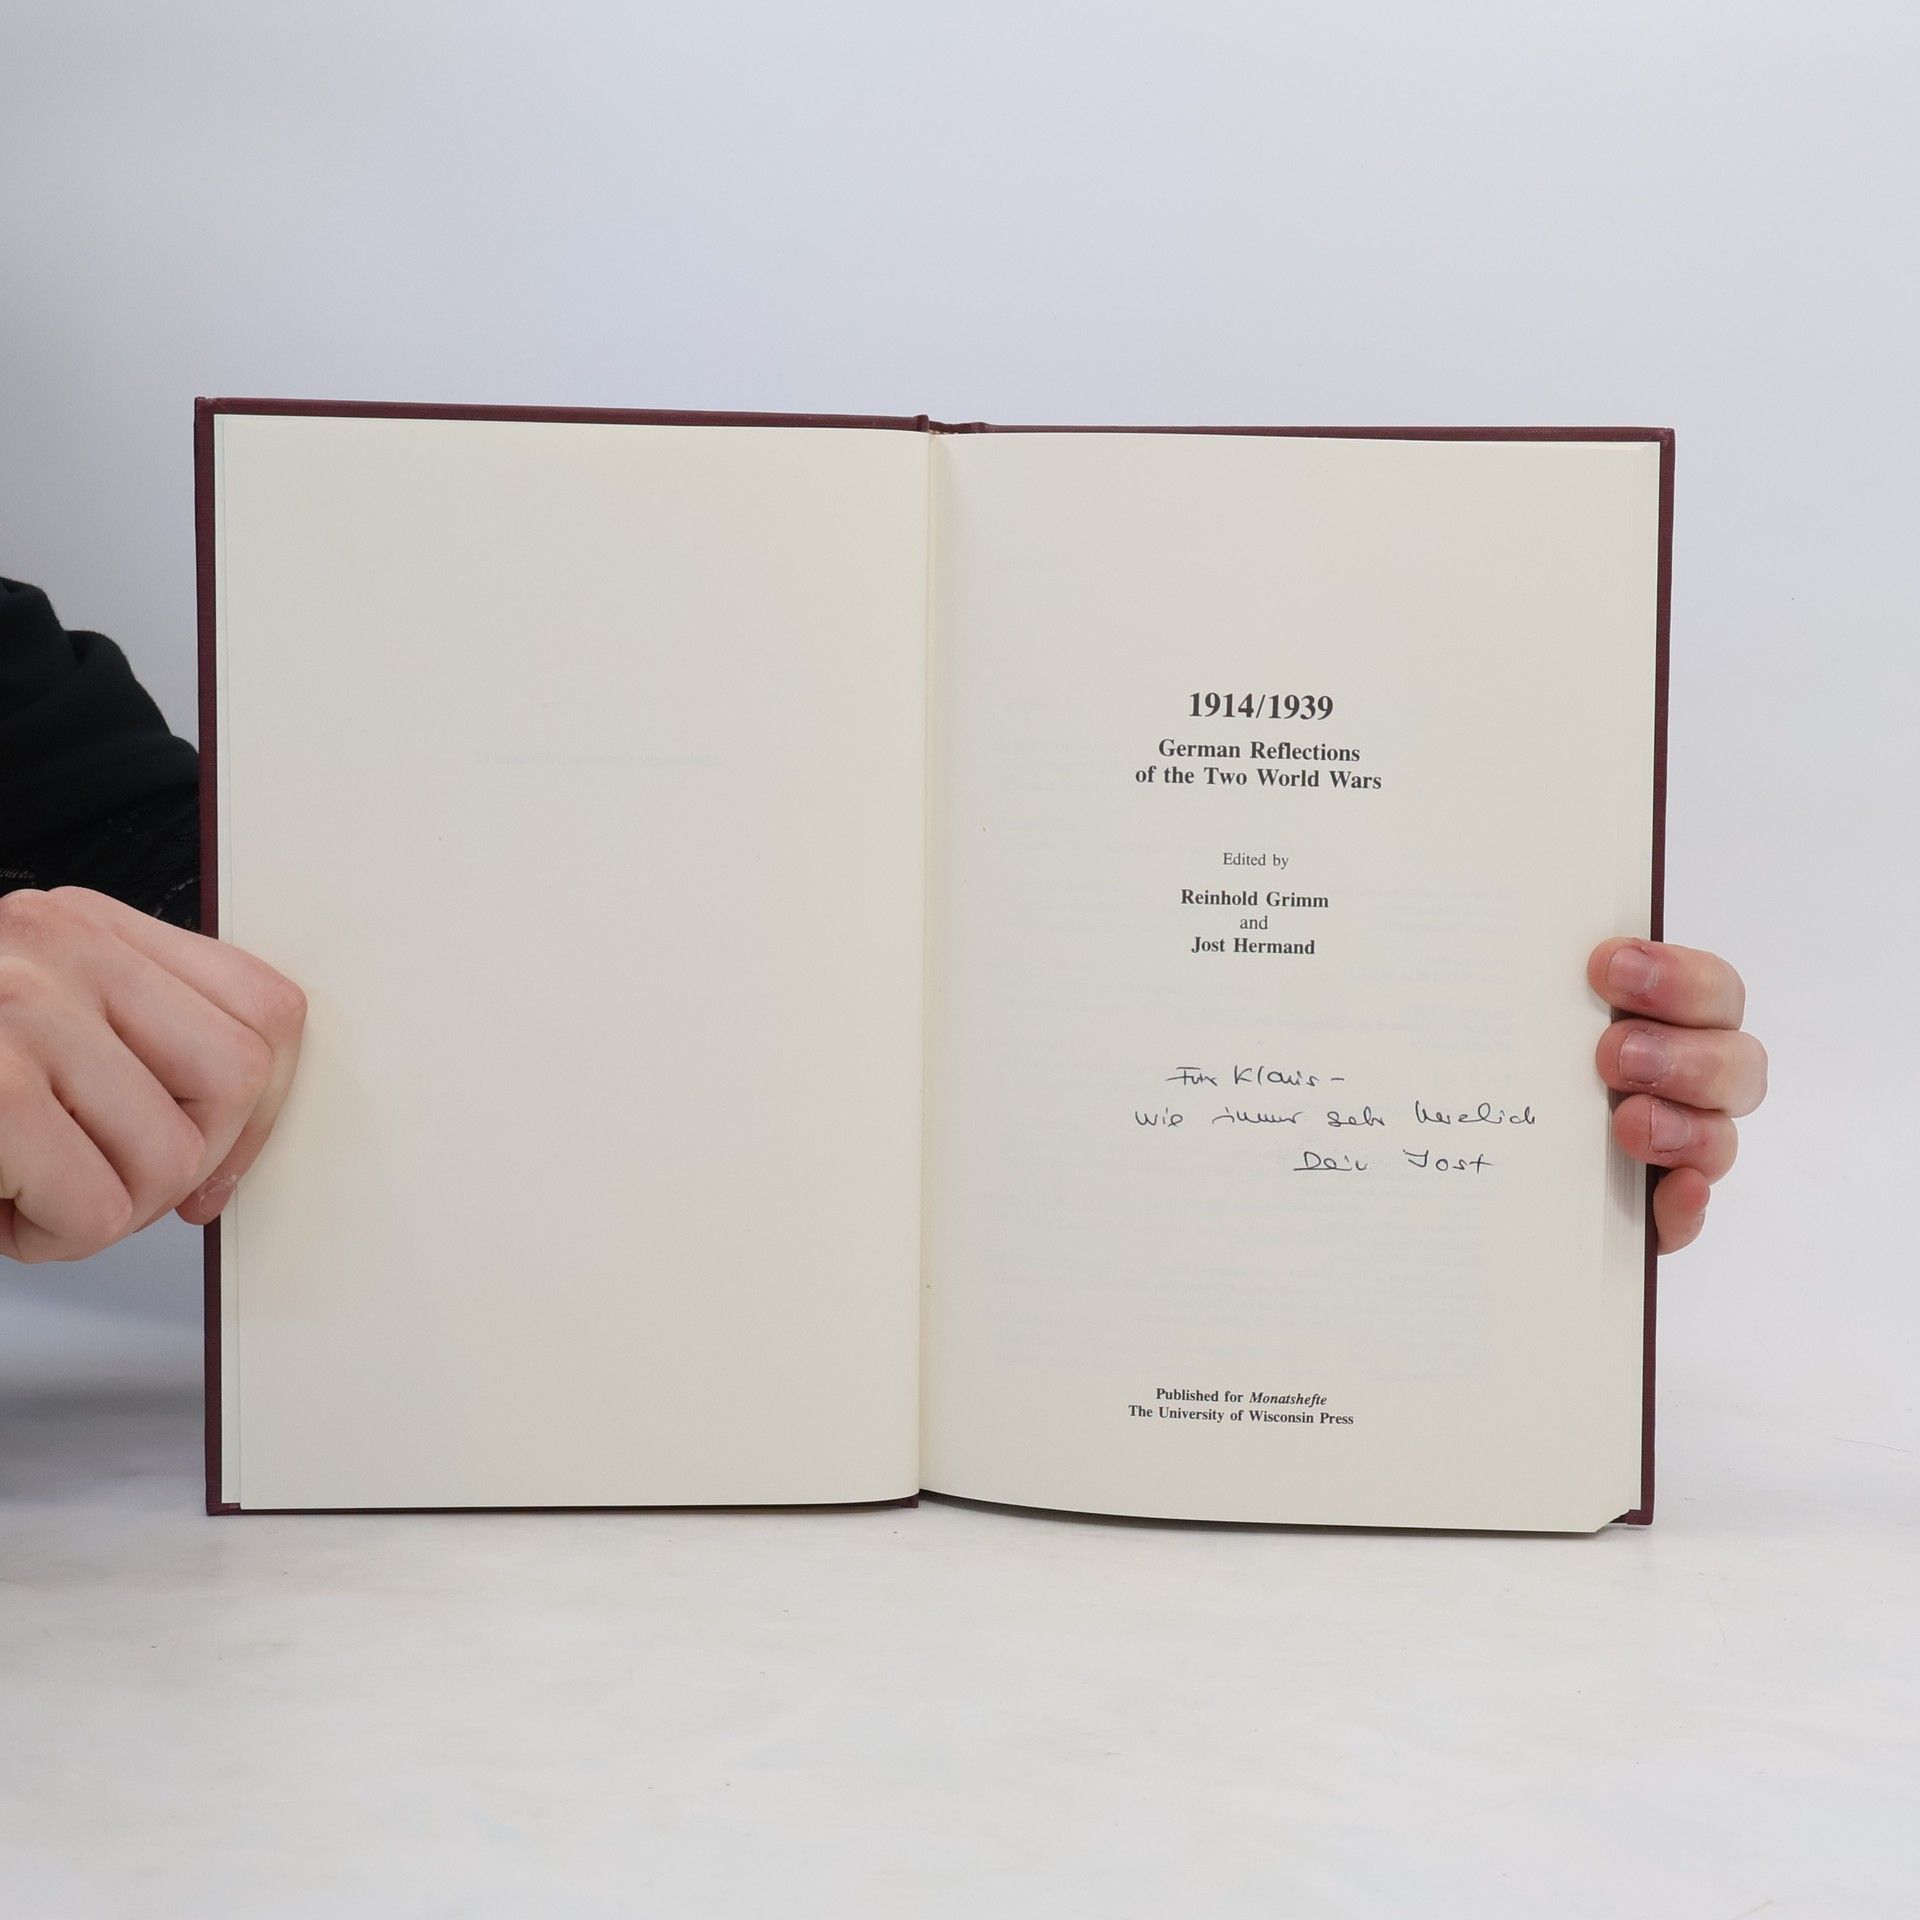 1914/1939
German Reflections
of the Two World Wars
Edited by
Reinhold Grimm
and
Jost Hermand
Für Klaus –
wie immer sehr herzlich
Dein Jost
Published for Monatshefte
The University of Wisconsin Press